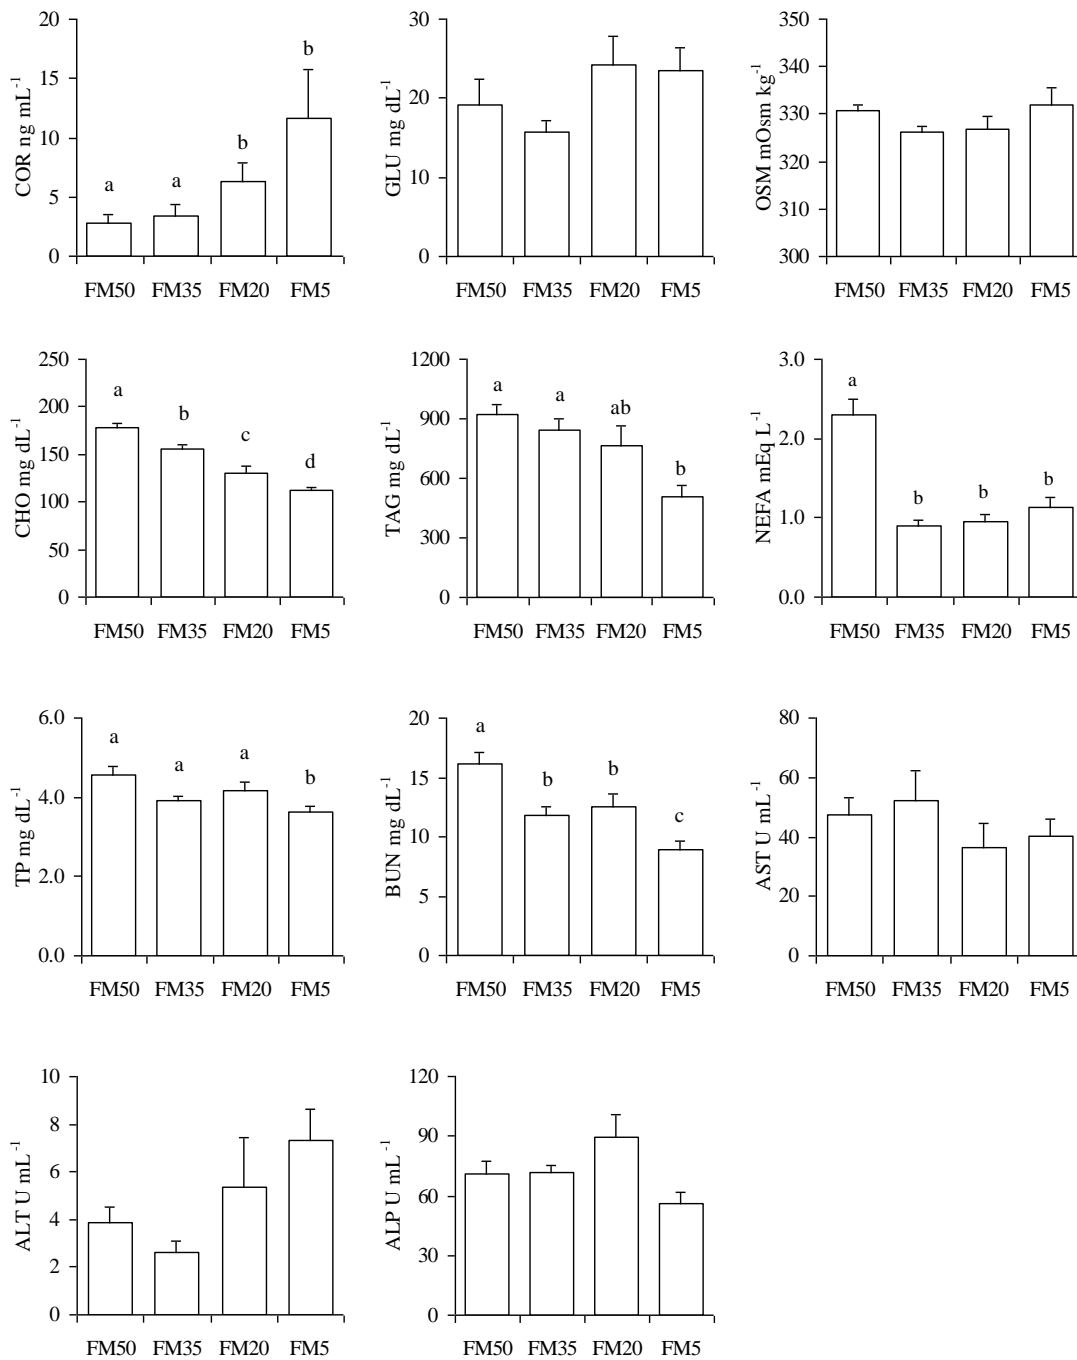 COR ng mL-1
20
15
10
5
0
a
a
b
b
FM50 FM35 FM20 FM5
GLU mg dL-1
30
20
10
0
FM50 FM35 FM20 FM5
OSM mOsm kg-1
350
340
330
320
310
300
FM50 FM35 FM20 FM5
CHO mg dL-1
250
200
150
100
50
0
a
b
c
d
FM50 FM35 FM20 FM5
TAG mg dL-1
1200
900
600
300
0
a
a
ab
b
FM50 FM35 FM20 FM5
NEFA mEq L-1
3.0
2.0
1.0
0.0
a
b
b
b
FM50 FM35 FM20 FM5
TP mg dL-1
6.0
4.0
2.0
0.0
a
a
a
b
FM50 FM35 FM20 FM5
BUN mg dL-1
20
15
10
5
0
a
b
b
c
FM50 FM35 FM20 FM5
AST U mL-1
80
60
40
20
0
FM50 FM35 FM20 FM5
ALT U mL-1
10
8
6
4
2
0
FM50 FM35 FM20 FM5
ALP U mL-1
120
90
60
30
0
FM50 FM35 FM20 FM5